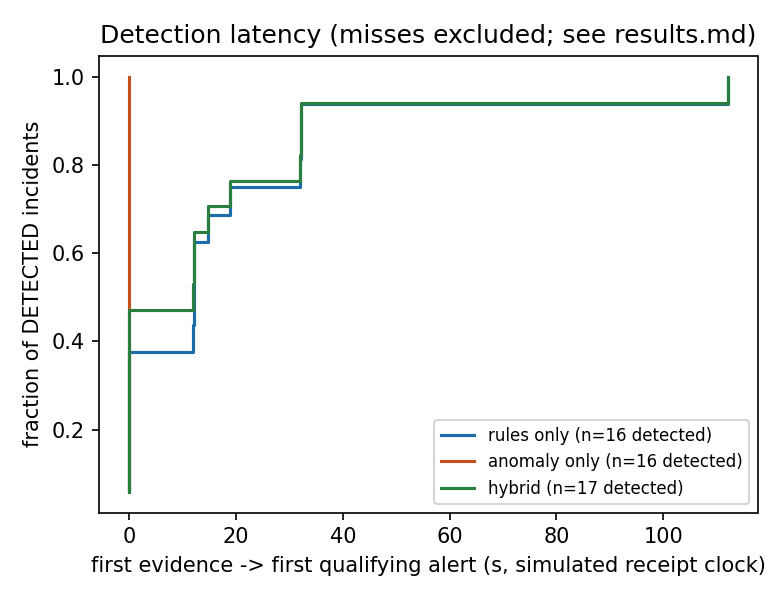 Detection latency (misses excluded; see results.md)
fraction of DETECTED incidents
1.0
0.8
0.6
0.4
0.2
rules only (n=16 detected)
anomaly only (n=16 detected)
hybrid (n=17 detected)
0 20 40 60 80 100
first evidence -> first qualifying alert (s, simulated receipt clock)